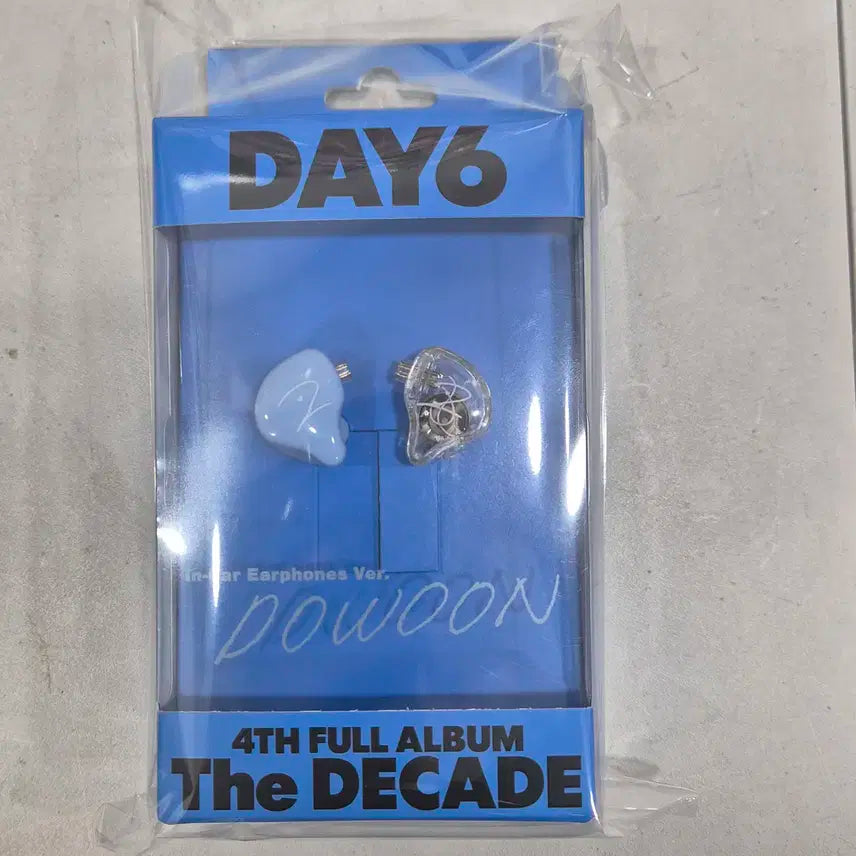 DAY6
In-Ear Earphones Ver.
DOWOON
4TH FULL ALBUM
The DECADE